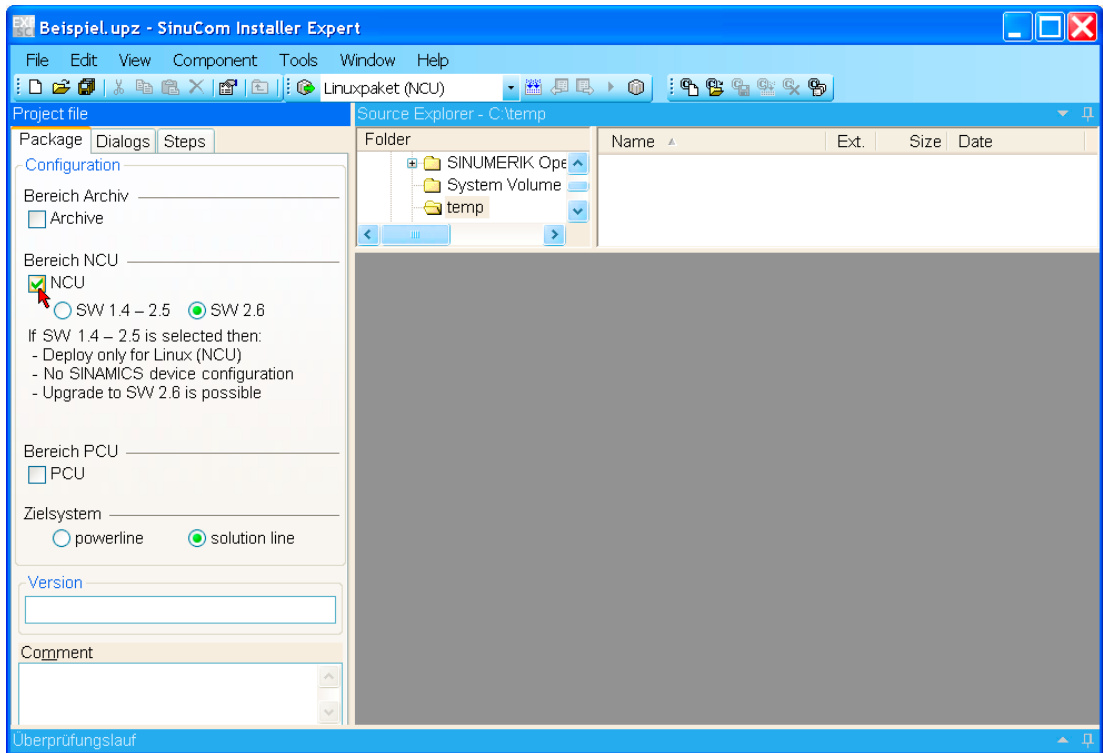 Beispiel.upz - SinuCom Installer Expert
File Edit View Component Tools Window Help
Linuxpaket (NCU)
Project file
Source Explorer - C:\temp
Package Dialogs Steps
Folder
Name Ext. Size Date
SINUMERIK Ope
System Volume
temp
Configuration
Bereich Archiv
Archive
Bereich NCU
NCU
SW 1.4 – 2.5 SW 2.6
If SW 1.4 – 2.5 is selected then:
- Deploy only for Linux (NCU)
- No SINAMICS device configuration
- Upgrade to SW 2.6 is possible
Bereich PCU
PCU
Zielsystem
powerline solution line
Version
Comment
Überprüfungslauf